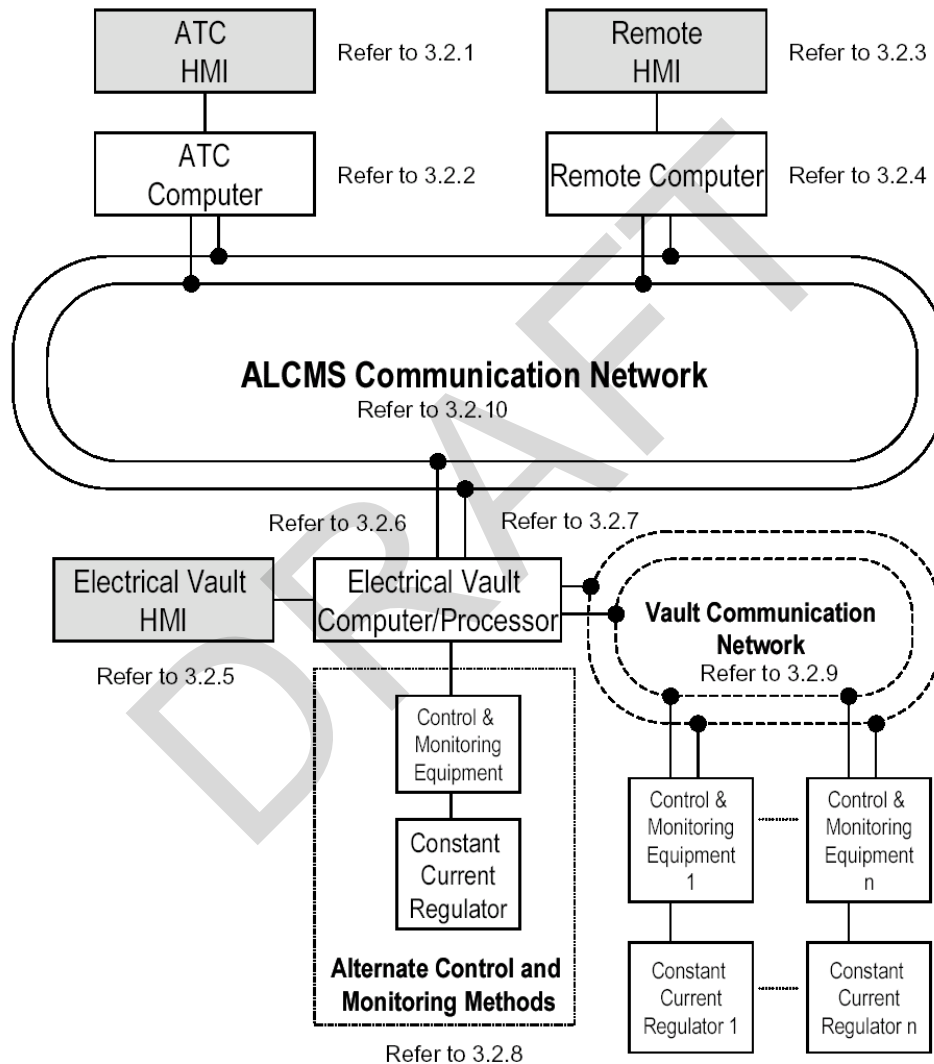 ATC
HMI
Refer to 3.2.1
Remote
HMI
Refer to 3.2.3
ATC
Computer
Refer to 3.2.2
Remote Computer
Refer to 3.2.4
ALCMS Communication Network
Refer to 3.2.10
Refer to 3.2.6
Refer to 3.2.7
Electrical Vault
HMI
Refer to 3.2.5
Electrical Vault
Computer/Processor
Vault Communication
Network
Refer to 3.2.9
Control &
Monitoring
Equipment
Constant
Current
Regulator
Alternate Control and
Monitoring Methods
Refer to 3.2.8
Control &
Monitoring
Equipment
1
Control &
Monitoring
Equipment
n
Constant
Current
Regulator 1
Constant
Current
Regulator n
DRAFT